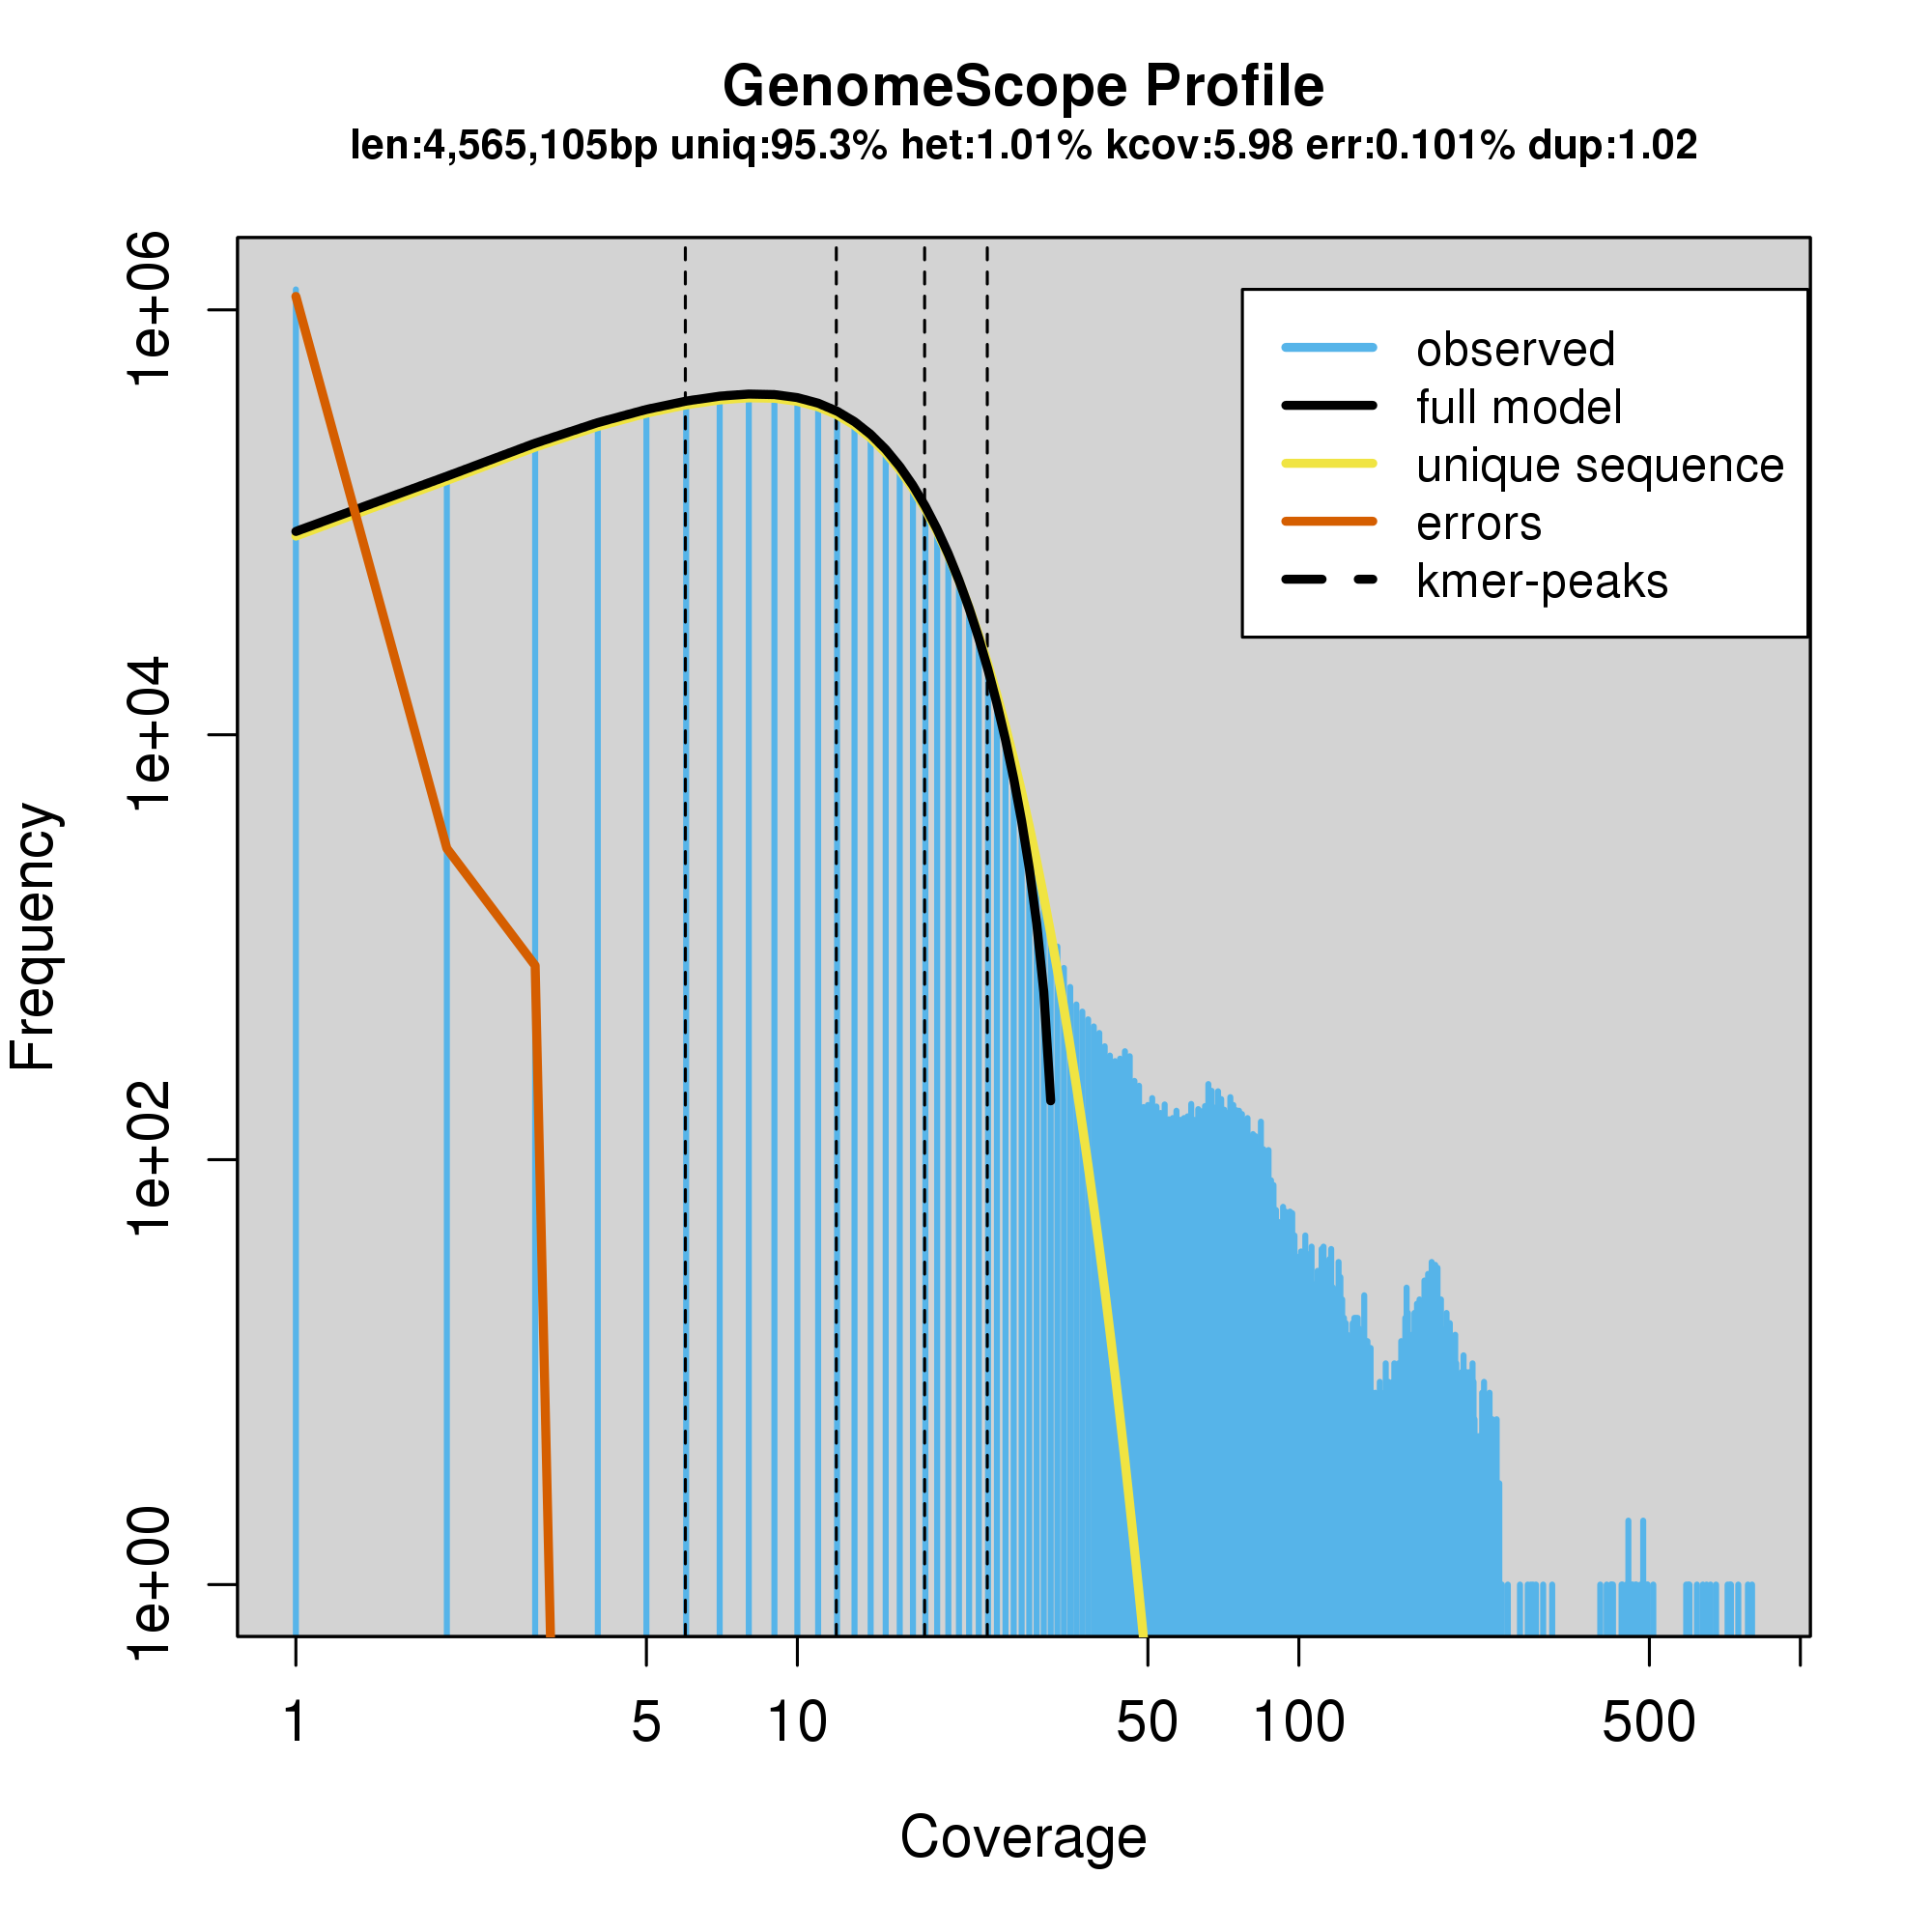 GenomeScope Profile
len:4,565,105bp uniq:95.3% het:1.01% kcov:5.98 err:0.101% dup:1.02
observed
full model
unique sequence
errors
kmer-peaks
Frequency
1e+06
1e+04
1e+02
1e+00
1 5 10 50 100 500
Coverage